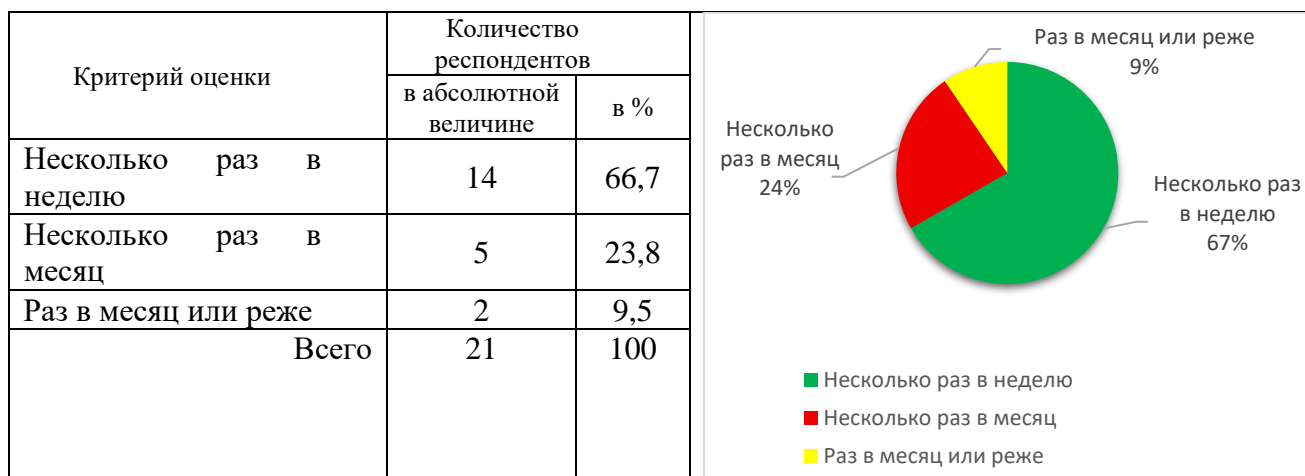 Критерий оценки
Количество
респондентов
в абсолютной
величине
в %
Несколько раз в
неделю
14
66,7
Несколько раз в
месяц
5
23,8
Раз в месяц или реже
2
9,5
Всего
21
100
Раз в месяц или реже
9%
Несколько
раз в месяц
24%
Несколько раз
в неделю
67%
Несколько раз в неделю
Несколько раз в месяц
Раз в месяц или реже